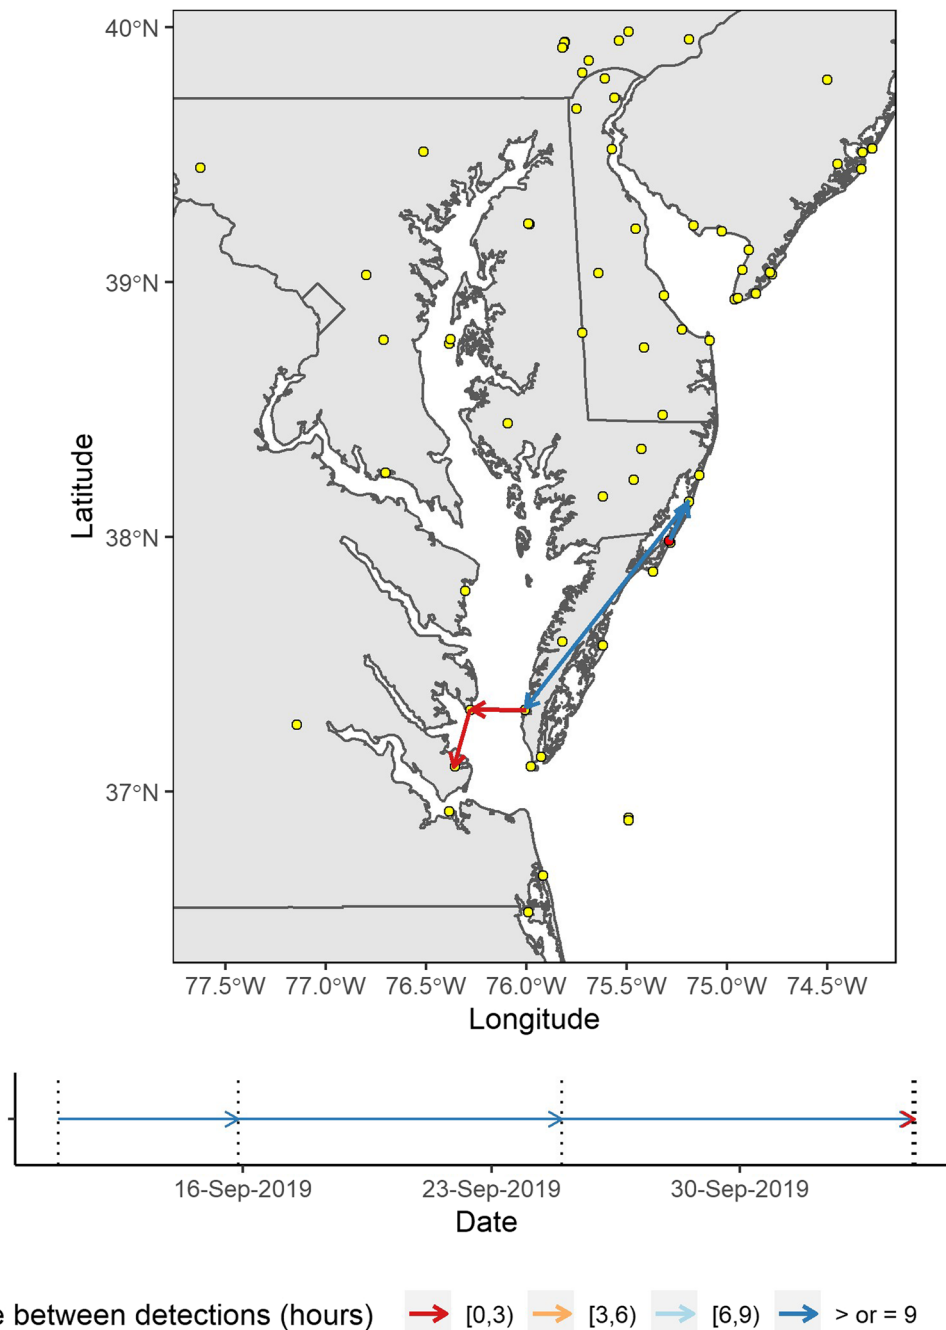 40°N
39°N
38°N
37°N
Latitude
77.5°W 77.0°W 76.5°W 76.0°W 75.5°W 75.0°W 74.5°W
Longitude
16-Sep-2019 23-Sep-2019 30-Sep-2019
Date
between detections (hours) [0,3) [3,6) [6,9) > or = 9